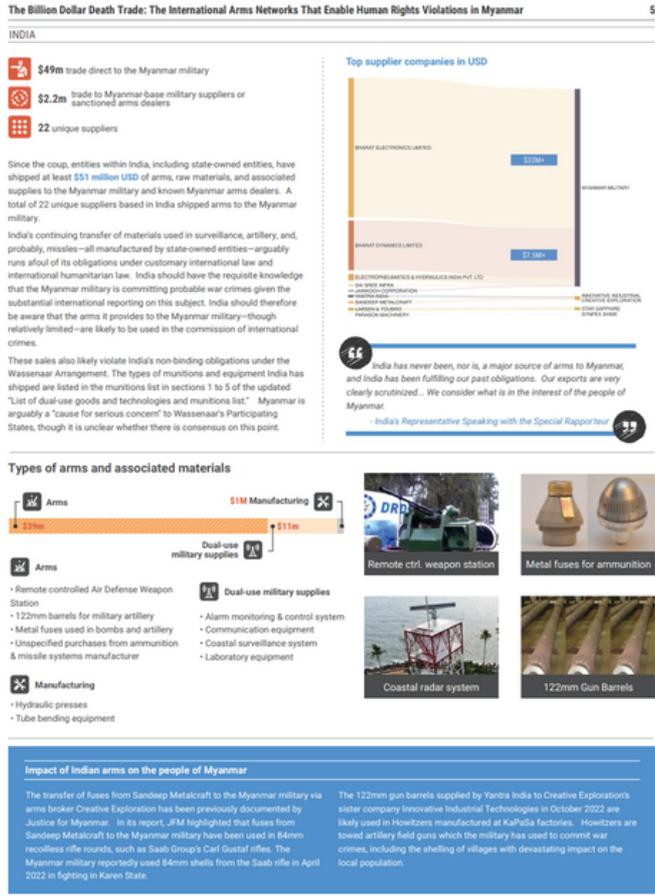 The Billion Dollar Death Trade: The International Arms Networks That Enable Human Rights Violations in Myanmar 5
INDIA
$49m trade direct to the Myanmar military
$2.2m trade to Myanmar-base military suppliers or
sanctioned arms dealers
22 unique suppliers
Since the coup, entities within India, including state-owned entities, have
shipped at least $51 million USD of arms, raw materials, and associated
supplies to the Myanmar military and known Myanmar arms dealers. A
total of 22 unique suppliers based in India shipped arms to the Myanmar
military.
India's continuing transfer of materials used in surveillance, artillery, and,
probably, missles—all manufactured by state-owned entities—arguably
runs afoul of its obligations under customary international law and
international humanitarian law. India should have the requisite knowledge
that the Myanmar military is committing probable war crimes given the
substantial international reporting on this subject. India should therefore
be aware that the arms it provides to the Myanmar military—though
relatively limited—are likely to be used in the commission of international
crimes.
These sales also likely violate India's non-binding obligations under the
Wassenaar Arrangement. The types of munitions and equipment India has
shipped are listed in the munitions list in sections 1 to 5 of the updated
"List of dual-use goods and technologies and munitions list." Myanmar is
arguably a "cause for serious concern" to Wassenaar's Participating
States, though it is unclear whether there is consensus on this point.
Top supplier companies in USD
BHARAT ELECTRONICS LIMITED
$33M+
MYANMAR MILITARY
BHARAT DYNAMICS LIMITED
$7.5M+
ELECTROPNEUMATICS & HYDRAULICS INDIA PVT. LTD
SAI SREE INFRA
JAINKOCH CORPORATION
YANTRA INDIA
SANDEEP METALCRAFT
LARSEN & TOUBRO
PARASON MACHINERY
INNOVATIVE INDUSTRIAL
CREATIVE EXPLORATION
STAR SAPPHIRE
SYNPEX SHWE
India has never been, nor is, a major source of arms to Myanmar,
and India has been fulfilling our past obligations. Our exports are very
clearly scrutinized... We consider what is in the interest of the people of
Myanmar.
- India's Representative Speaking with the Special Rapporteur
Types of arms and associated materials
Arms
$1M Manufacturing
$39m
$11m
Dual-use
military supplies
Arms
• Remote controlled Air Defense Weapon
Station
• 122mm barrels for military artillery
• Metal fuses used in bombs and artillery
• Unspecified purchases from ammunition
& missile systems manufacturer
Manufacturing
• Hydraulic presses
• Tube bending equipment
Dual-use military supplies
• Alarm monitoring & control system
• Communication equipment
• Coastal surveillance system
• Laboratory equipment
DRD
Remote ctrl. weapon station
Metal fuses for ammunition
Coastal radar system
122mm Gun Barrels
Impact of Indian arms on the people of Myanmar
The transfer of fuses from Sandeep Metalcraft to the Myanmar military via
arms broker Creative Exploration has been previously documented by
Justice for Myanmar. In its report, JFM highlighted that fuses from
Sandeep Metalcraft to the Myanmar military have been used in 84mm
recoilless rifle rounds, such as Saab Group's Carl Gustaf rifles. The
Myanmar military reportedly used 84mm shells from the Saab rifle in April
2022 in fighting in Karen State.
The 122mm gun barrels supplied by Yantra India to Creative Exploration's
sister company Innovative Industrial Technologies in October 2022 are
likely used in Howitzers manufactured at KaPaSa factories. Howitzers are
towed artillery field guns which the military has used to commit war
crimes, including the shelling of villages with devastating impact on the
local population.